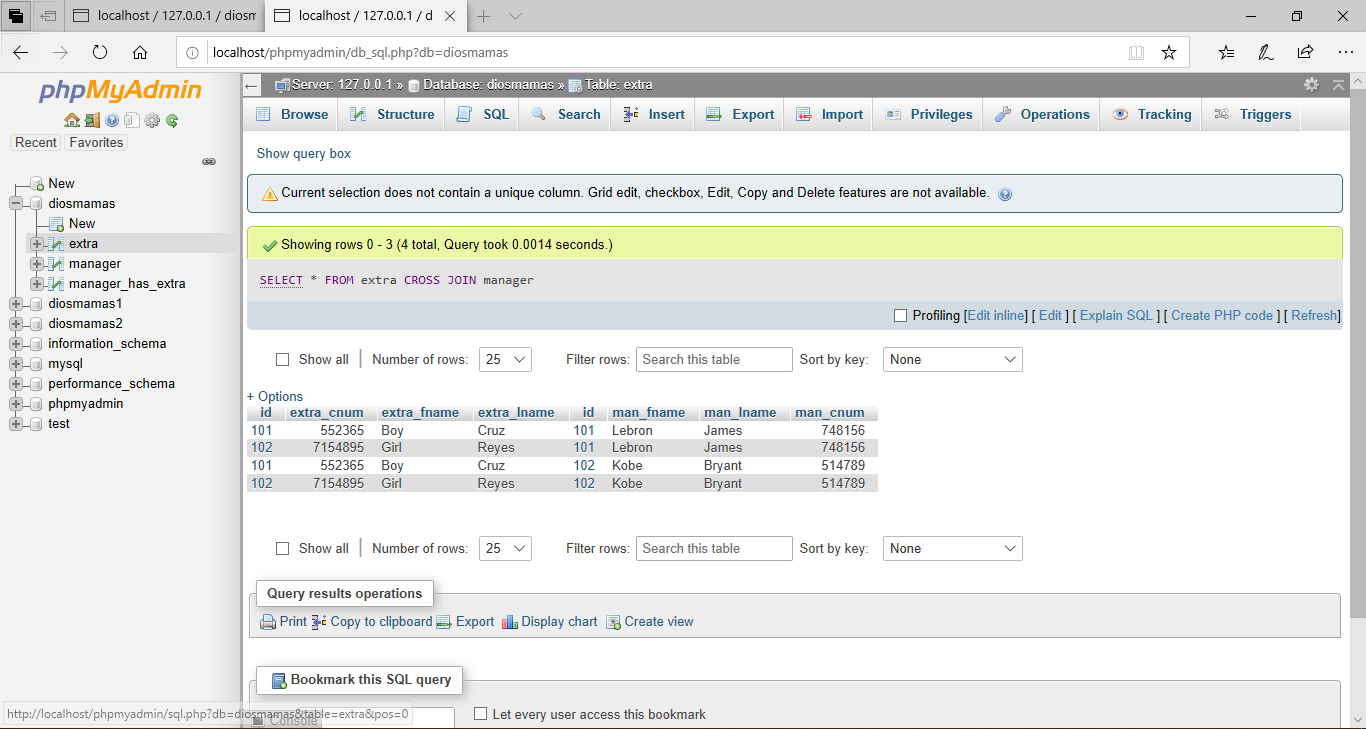 localhost / 127.0.0.1 / diosm
localhost / 127.0.0.1 / d
localhost/phpmyadmin/db_sql.php?db=diosmamas
phpMyAdmin
Recent Favorites
New
diosmamas
New
extra
manager
manager_has_extra
diosmamas1
diosmamas2
information_schema
mysql
performance_schema
phpmyadmin
test
Server: 127.0.0.1 » Database: diosmamas » Table: extra
Browse Structure SQL Search Insert Export Import Privileges Operations Tracking Triggers
Show query box
Current selection does not contain a unique column. Grid edit, checkbox, Edit, Copy and Delete features are not available.
Showing rows 0 - 3 (4 total, Query took 0.0014 seconds.)
SELECT * FROM extra CROSS JOIN manager
Profiling [Edit inline] [ Edit ] [ Explain SQL ] [ Create PHP code ] [ Refresh]
Show all | Number of rows: 25 Filter rows: Search this table Sort by key: None
+ Options
id extra_cnum extra_fname extra_lname id man_fname man_lname man_cnum
101 552365 Boy Cruz 101 Lebron James 748156
102 7154895 Girl Reyes 101 Lebron James 748156
101 552365 Boy Cruz 102 Kobe Bryant 514789
102 7154895 Girl Reyes 102 Kobe Bryant 514789
Show all | Number of rows: 25 Filter rows: Search this table Sort by key: None
Query results operations
Print Copy to clipboard Export Display chart Create view
Bookmark this SQL query
Let every user access this bookmark
http://localhost/phpmyadmin/sql.php?db=diosmamas&table=extra&pos=0
Console